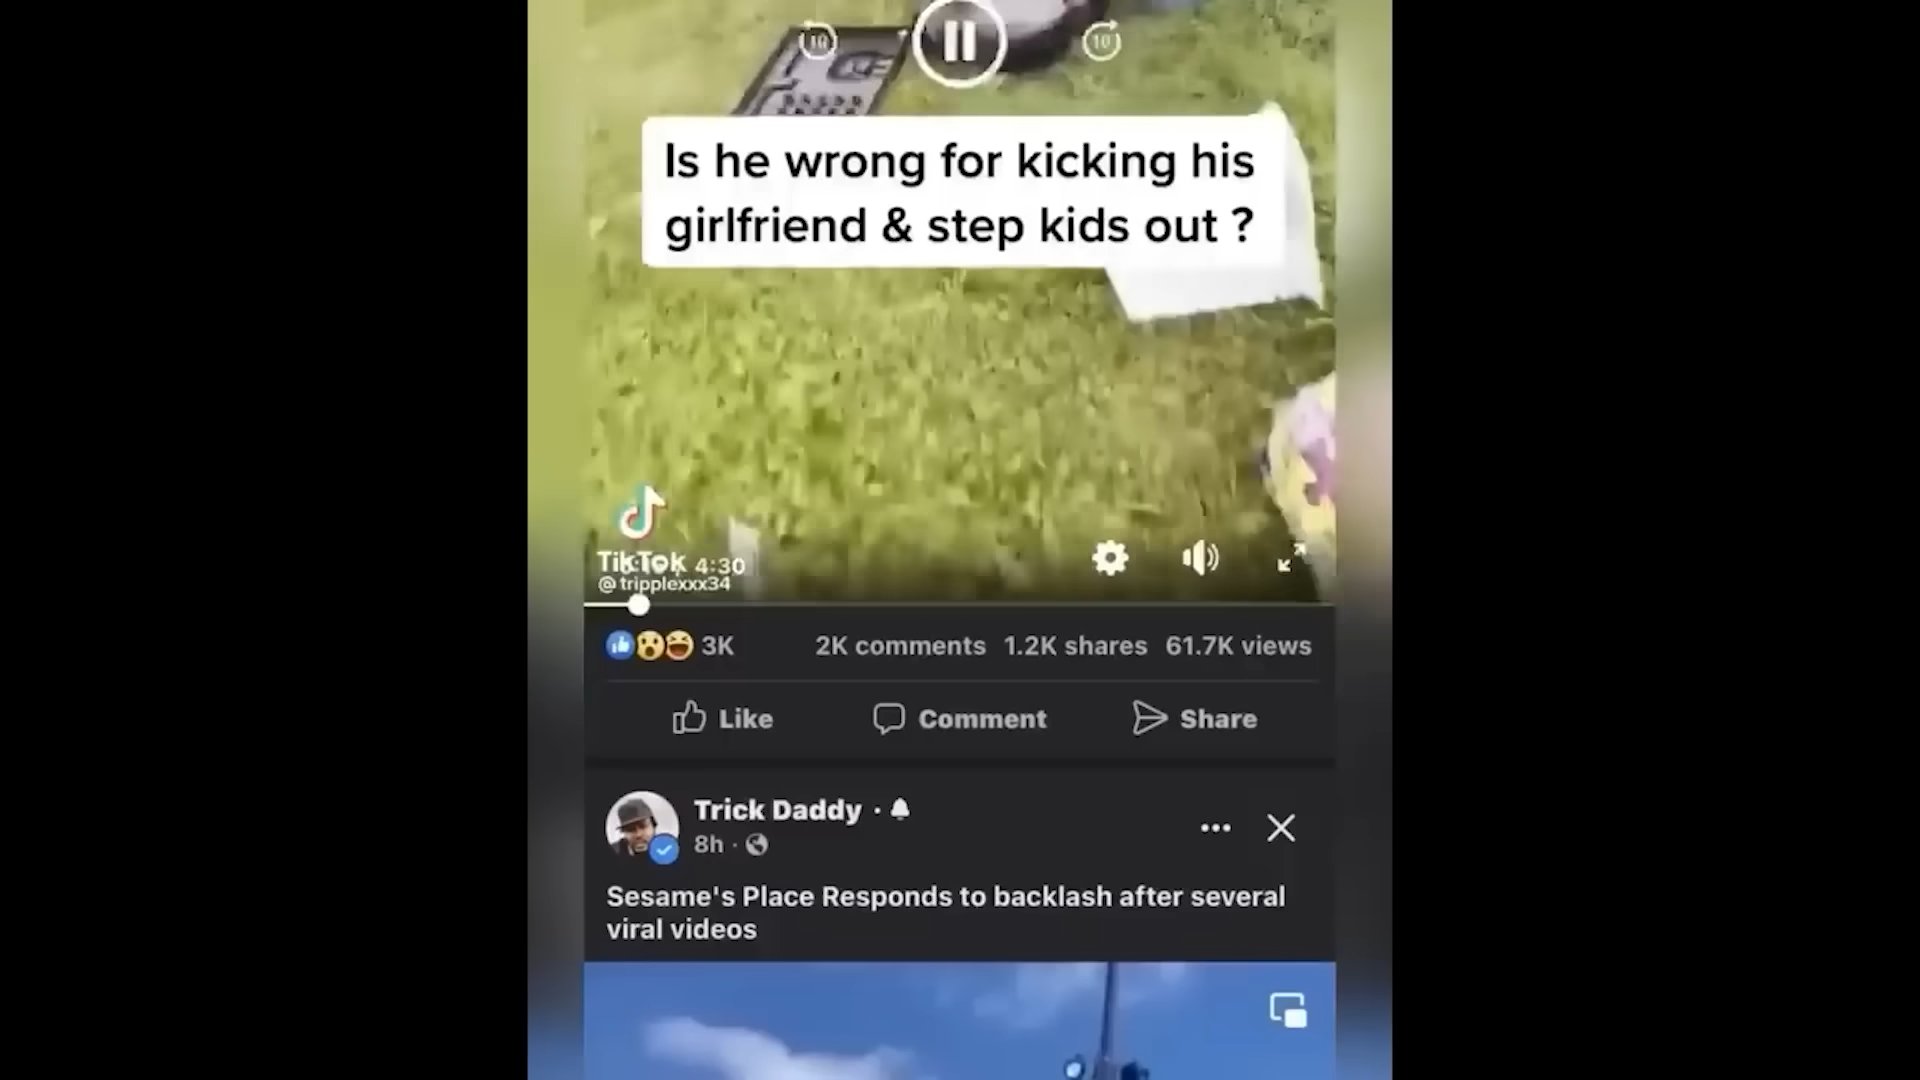 10
10
Is he wrong for kicking his
girlfriend & step kids out ?
TikTok
4:30
@tripplexxx34
3K
2K comments 1.2K shares 61.7K views
Like
Comment
Share
Trick Daddy ·
8h ·
Sesame's Place Responds to backlash after several
viral videos